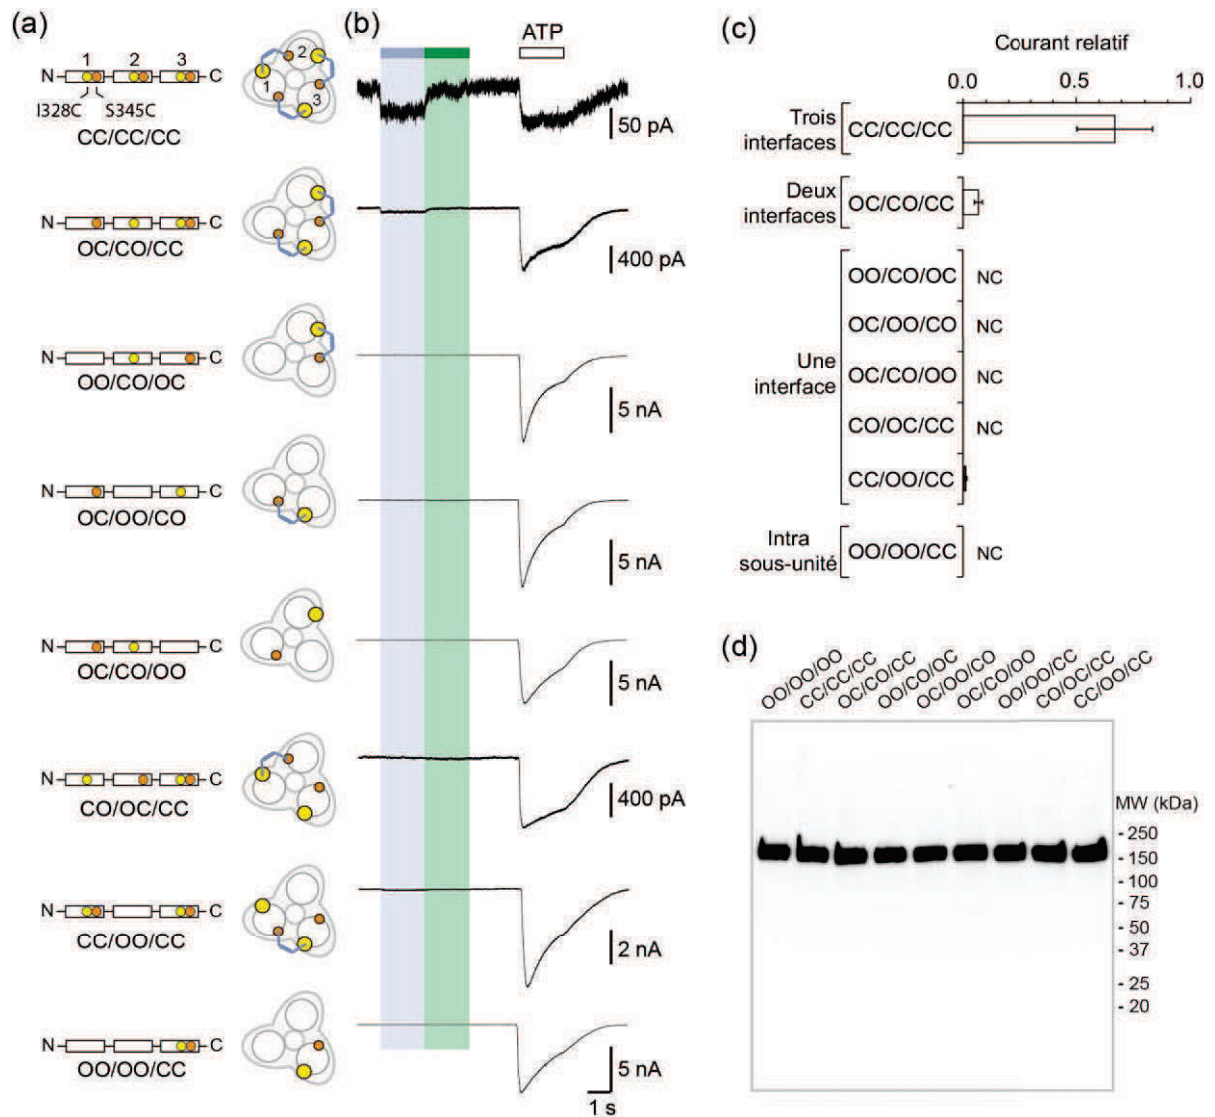 (a)
N
1
2
3
C
I328C
S345C
CC/CC/CC
1
2
3
N
C
OC/CO/CC
N
C
OO/CO/OC
N
C
OC/OO/CO
N
C
OC/CO/OO
N
C
CO/OC/CC
N
C
CC/OO/CC
N
C
OO/OO/CC
(b)
ATP
50 pA
400 pA
5 nA
5 nA
5 nA
400 pA
2 nA
5 nA
1 s
(c)
Courant relatif
0.0
0.5
1.0
Trois
interfaces
CC/CC/CC
Deux
interfaces
OC/CO/CC
Une
interface
OO/CO/OC
NC
OC/OO/CO
NC
OC/CO/OO
NC
CO/OC/CC
NC
CC/OO/CC
Intra
sous-unité
OO/OO/CC
NC
(d)
OO/OO/OO
CC/CC/CC
OC/CO/CC
OO/CO/OC
OC/OO/CO
OC/CO/OO
OO/OO/CC
CO/OC/CC
CC/OO/CC
MW (kDa)
- 250
- 150
- 100
- 75
- 50
- 37
- 25
- 20